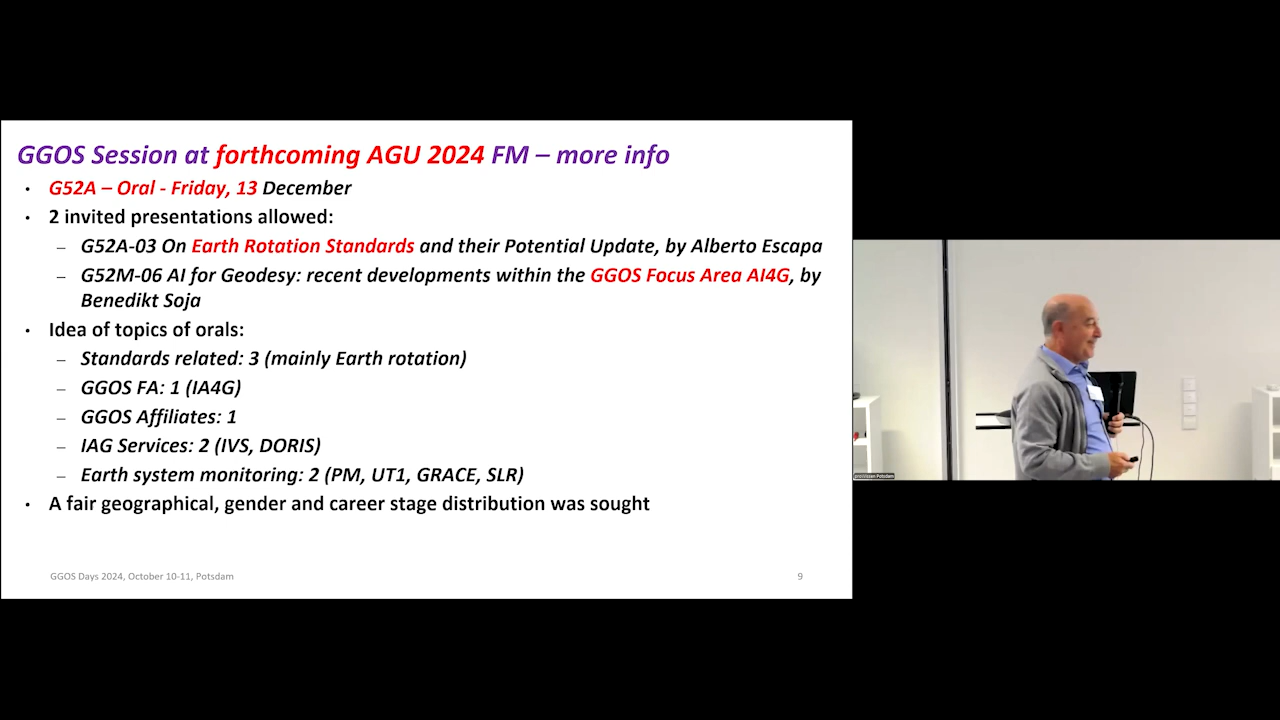 GGOS Session at forthcoming AGU 2024 FM – more info
• G52A – Oral - Friday, 13 December
• 2 invited presentations allowed:
– G52A-03 On Earth Rotation Standards and their Potential Update, by Alberto Escapa
– G52M-06 AI for Geodesy: recent developments within the GGOS Focus Area AI4G, by
Benedikt Soja
• Idea of topics of orals:
– Standards related: 3 (mainly Earth rotation)
– GGOS FA: 1 (IA4G)
– GGOS Affiliates: 1
– IAG Services: 2 (IVS, DORIS)
– Earth system monitoring: 2 (PM, UT1, GRACE, SLR)
• A fair geographical, gender and career stage distribution was sought
GGOS Days 2024, October 10-11, Potsdam
9
Potsdam